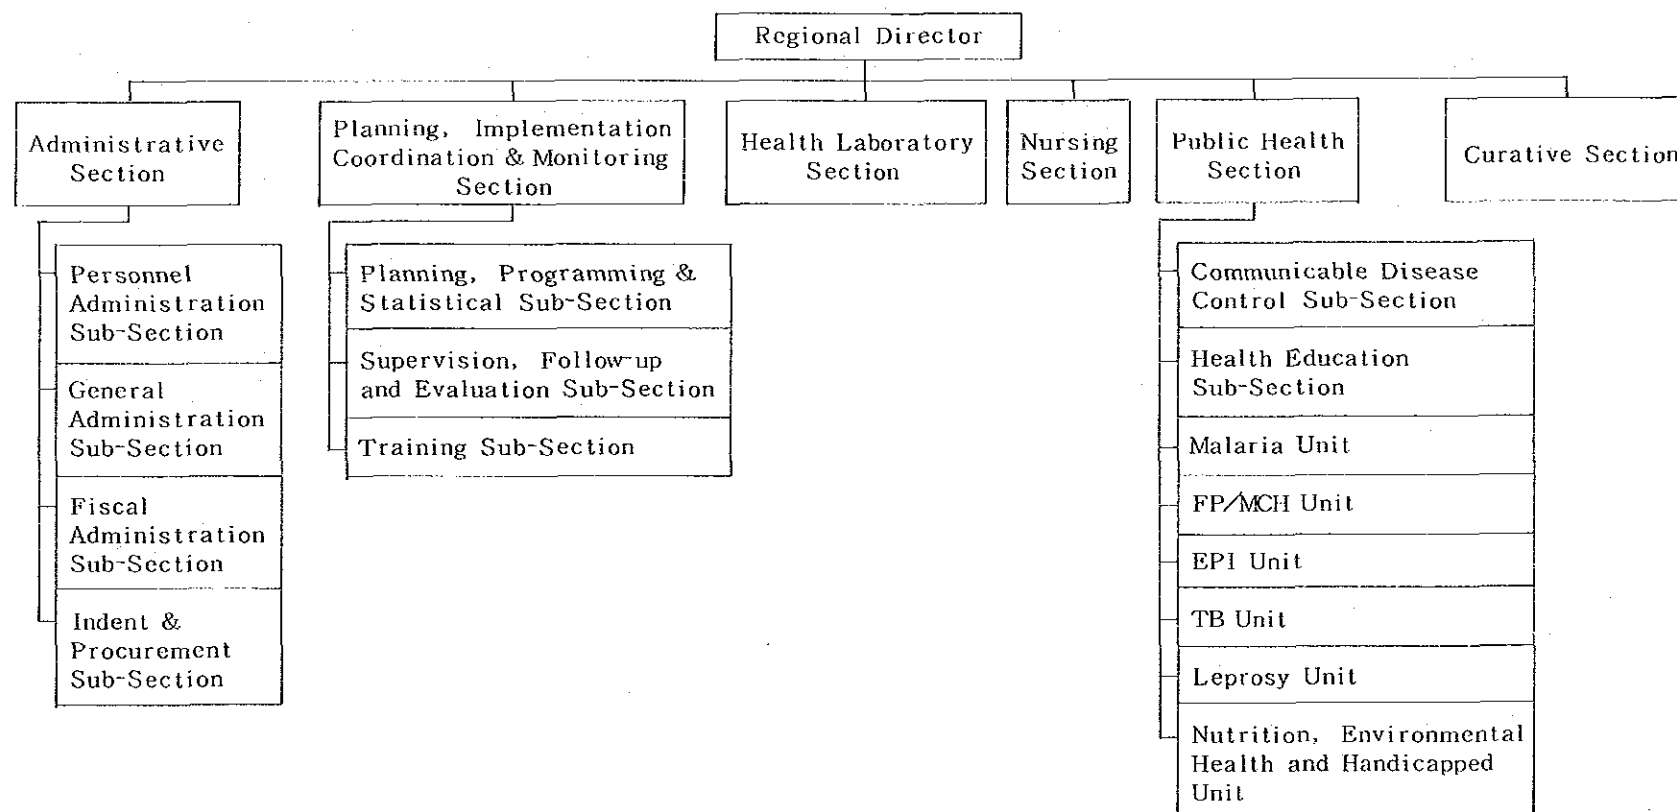 Regional Director
Administrative
Section
Planning, Implementation
Coordination & Monitoring
Section
Health Laboratory
Section
Nursing
Section
Public Health
Section
Curative Section
Personnel
Administration
Sub-Section
General
Administration
Sub-Section
Fiscal
Administration
Sub-Section
Indent &
Procurement
Sub-Section
Planning, Programming &
Statistical Sub-Section
Supervision, Follow-up
and Evaluation Sub-Section
Training Sub-Section
Communicable Disease
Control Sub-Section
Health Education
Sub-Section
Malaria Unit
FP/MCH Unit
EPI Unit
TB Unit
Leprosy Unit
Nutrition, Environmental
Health and Handicapped
Unit